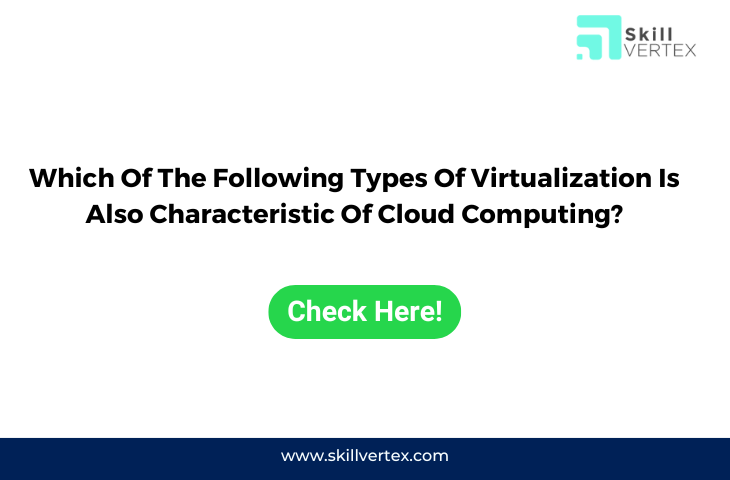 Skill
VERTEX
Which Of The Following Types Of Virtualization Is
Also Characteristic Of Cloud Computing?
Check Here!
www.skillvertex.com